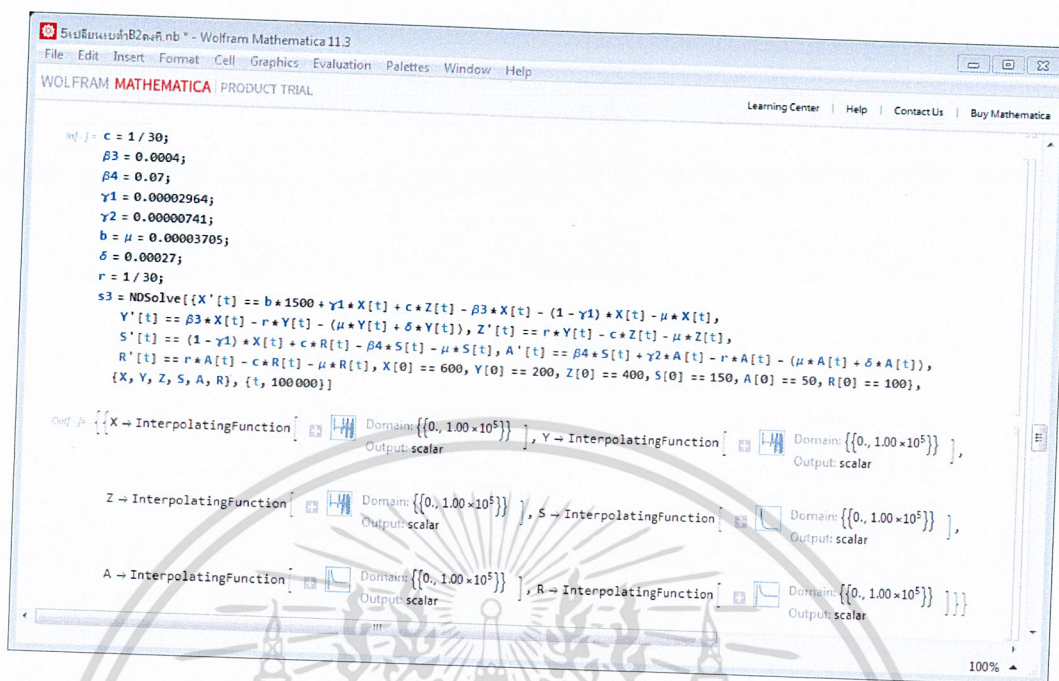 5เปลี่ยนเบต้าB2คงที่.nb * - Wolfram Mathematica 11.3
File Edit Insert Format Cell Graphics Evaluation Palettes Window Help
WOLFRAM MATHEMATICA | PRODUCT TRIAL
Learning Center | Help | Contact Us | Buy Mathematica
In[·]:= c = 1 / 30;
β3 = 0.0004;
β4 = 0.07;
γ1 = 0.00002964;
γ2 = 0.00000741;
b = μ = 0.00003705;
δ = 0.00027;
r = 1 / 30;
s3 = NDSolve[{X'[t] == b * 1500 + γ1 * X[t] + c * Z[t] - β3 * X[t] - (1 - γ1) * X[t] - μ * X[t],
Y'[t] == β3 * X[t] - r * Y[t] - (μ * Y[t] + δ * Y[t]), Z'[t] == r * Y[t] - c * Z[t] - μ * Z[t],
S'[t] == (1 - γ1) * X[t] + c * R[t] - β4 * S[t] - μ * S[t], A'[t] == β4 * S[t] + γ2 * A[t] - r * A[t] - (μ * A[t] + δ * A[t]),
R'[t] == r * A[t] - c * R[t] - μ * R[t], X[0] == 600, Y[0] == 200, Z[0] == 400, S[0] == 150, A[0] == 50, R[0] == 100},
{X, Y, Z, S, A, R}, {t, 100 000}]
Out[·]= {{X → InterpolatingFunction[ Domain: {{0., 1.00 × 10^5}} Output: scalar ], Y → InterpolatingFunction[ Domain: {{0., 1.00 × 10^5}} Output: scalar ],
Z → InterpolatingFunction[ Domain: {{0., 1.00 × 10^5}} Output: scalar ], S → InterpolatingFunction[ Domain: {{0., 1.00 × 10^5}} Output: scalar ],
A → InterpolatingFunction[ Domain: {{0., 1.00 × 10^5}} Output: scalar ], R → InterpolatingFunction[ Domain: {{0., 1.00 × 10^5}} Output: scalar ]}}
100%